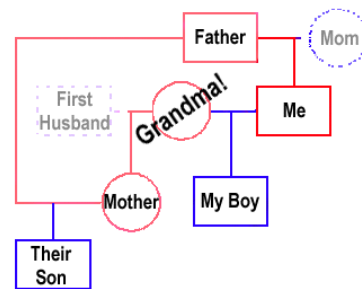 Father
Mom
First
Husband
Grandma!
Me
Mother
My Boy
Their
Son